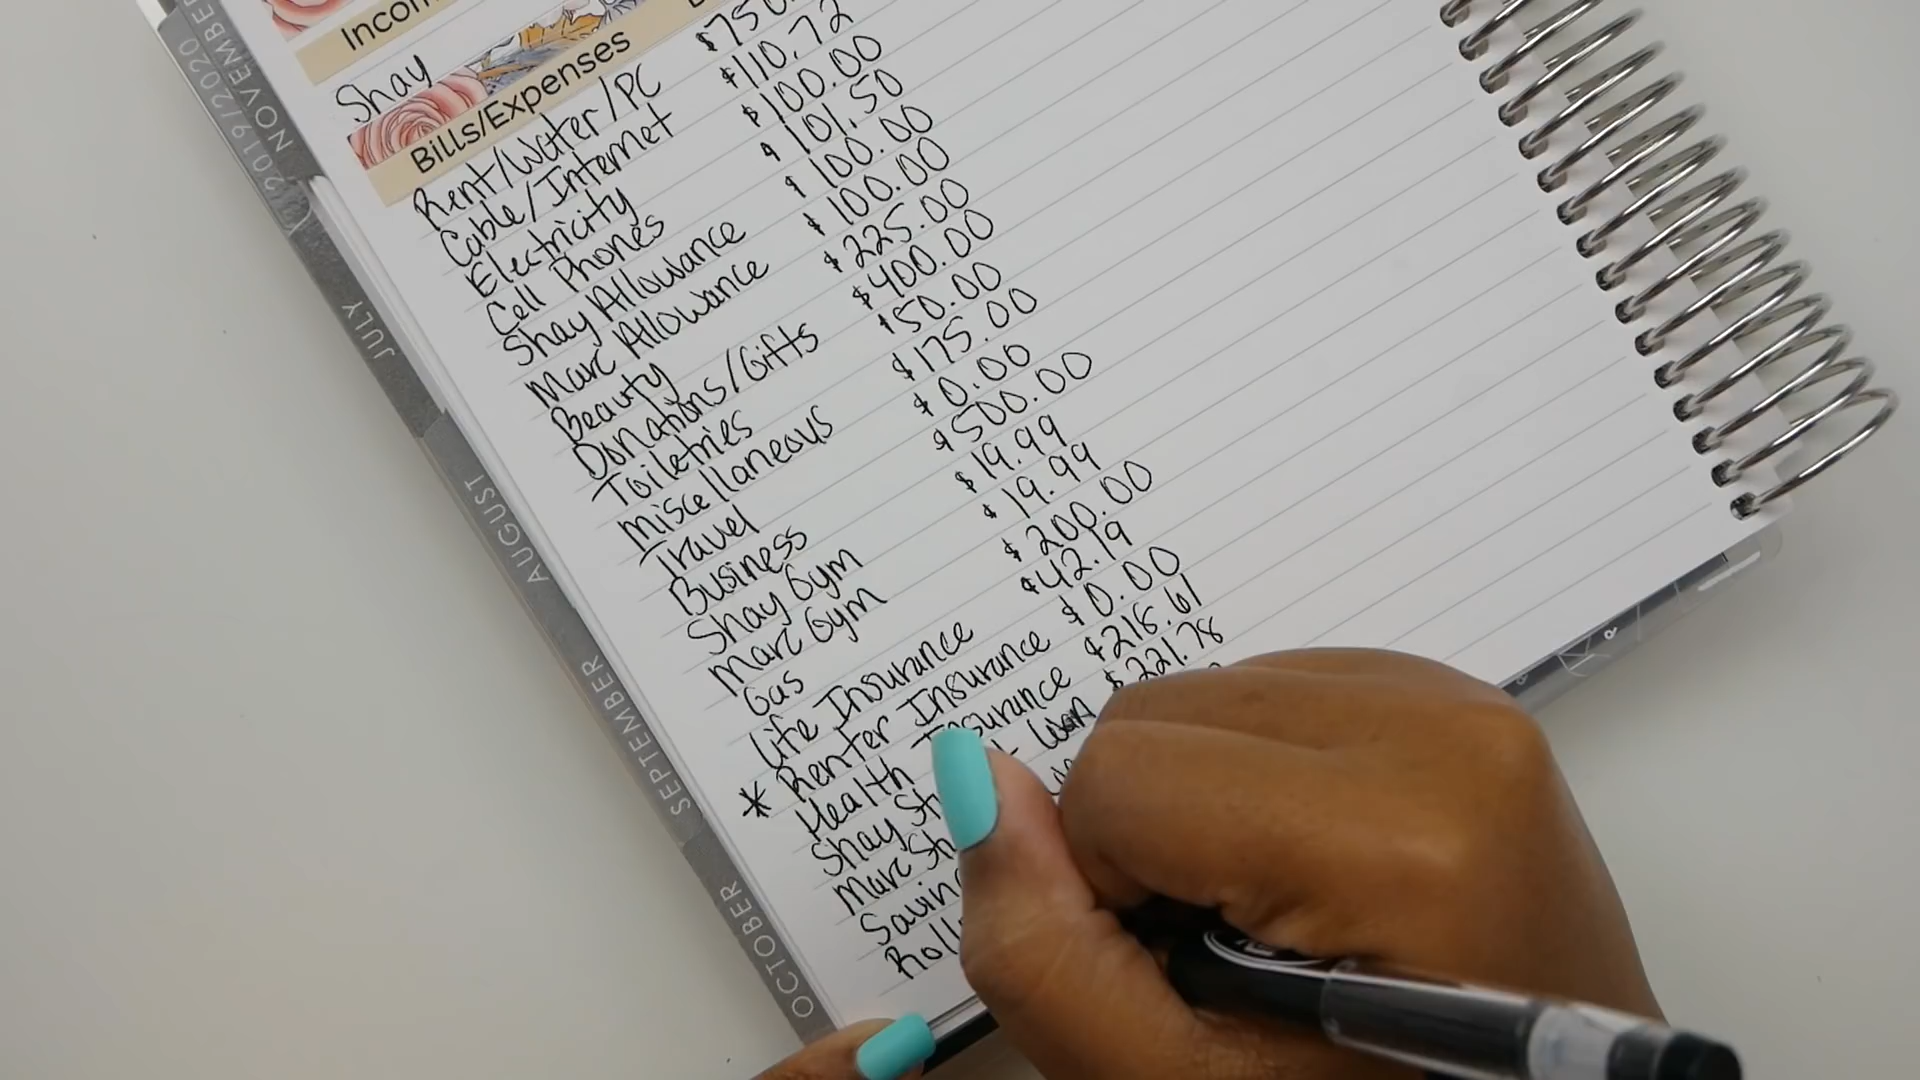 Incom
Shay
Bills/Expenses
Rent/Water/PC $750.
Cable/Internet $110.72
Electricity $100.00
Cell Phones $101.50
Shay Allowance $100.00
Marc Allowance $100.00
Beauty $225.00
Donations/Gifts $400.00
Toiletries $50.00
Miscellaneous $175.00
Travel $0.00
Business $500.00
Shay Gym $19.99
Marc Gym $19.99
Gas $200.00
Life Insurance $42.19
* Renter Insurance $0.00
Health Insurance $218.61
Shay St t Loan $221.78
Marc St
Savin
Roll
2019/2020
NOVEMBER
JULY
AUGUST
SEPTEMBER
OCTOBER